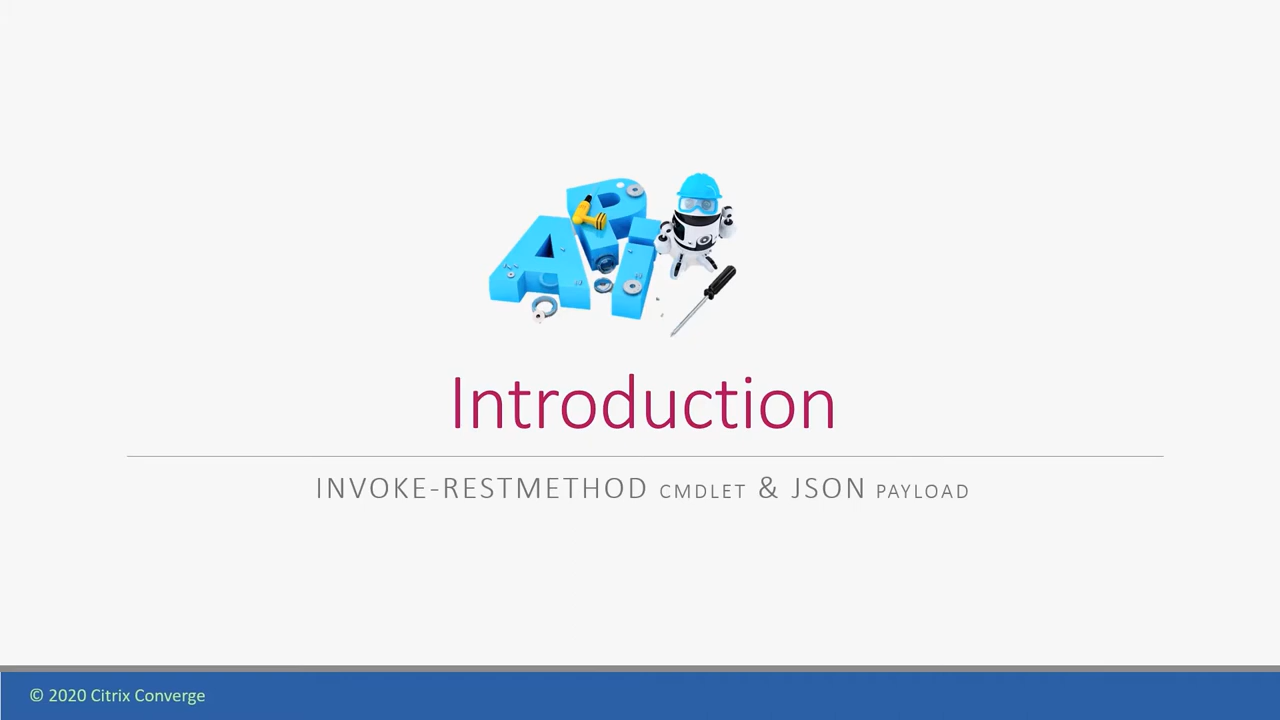 API
Introduction
INVOKE-RESTMETHOD CMDLET & JSON PAYLOAD
© 2020 Citrix Converge